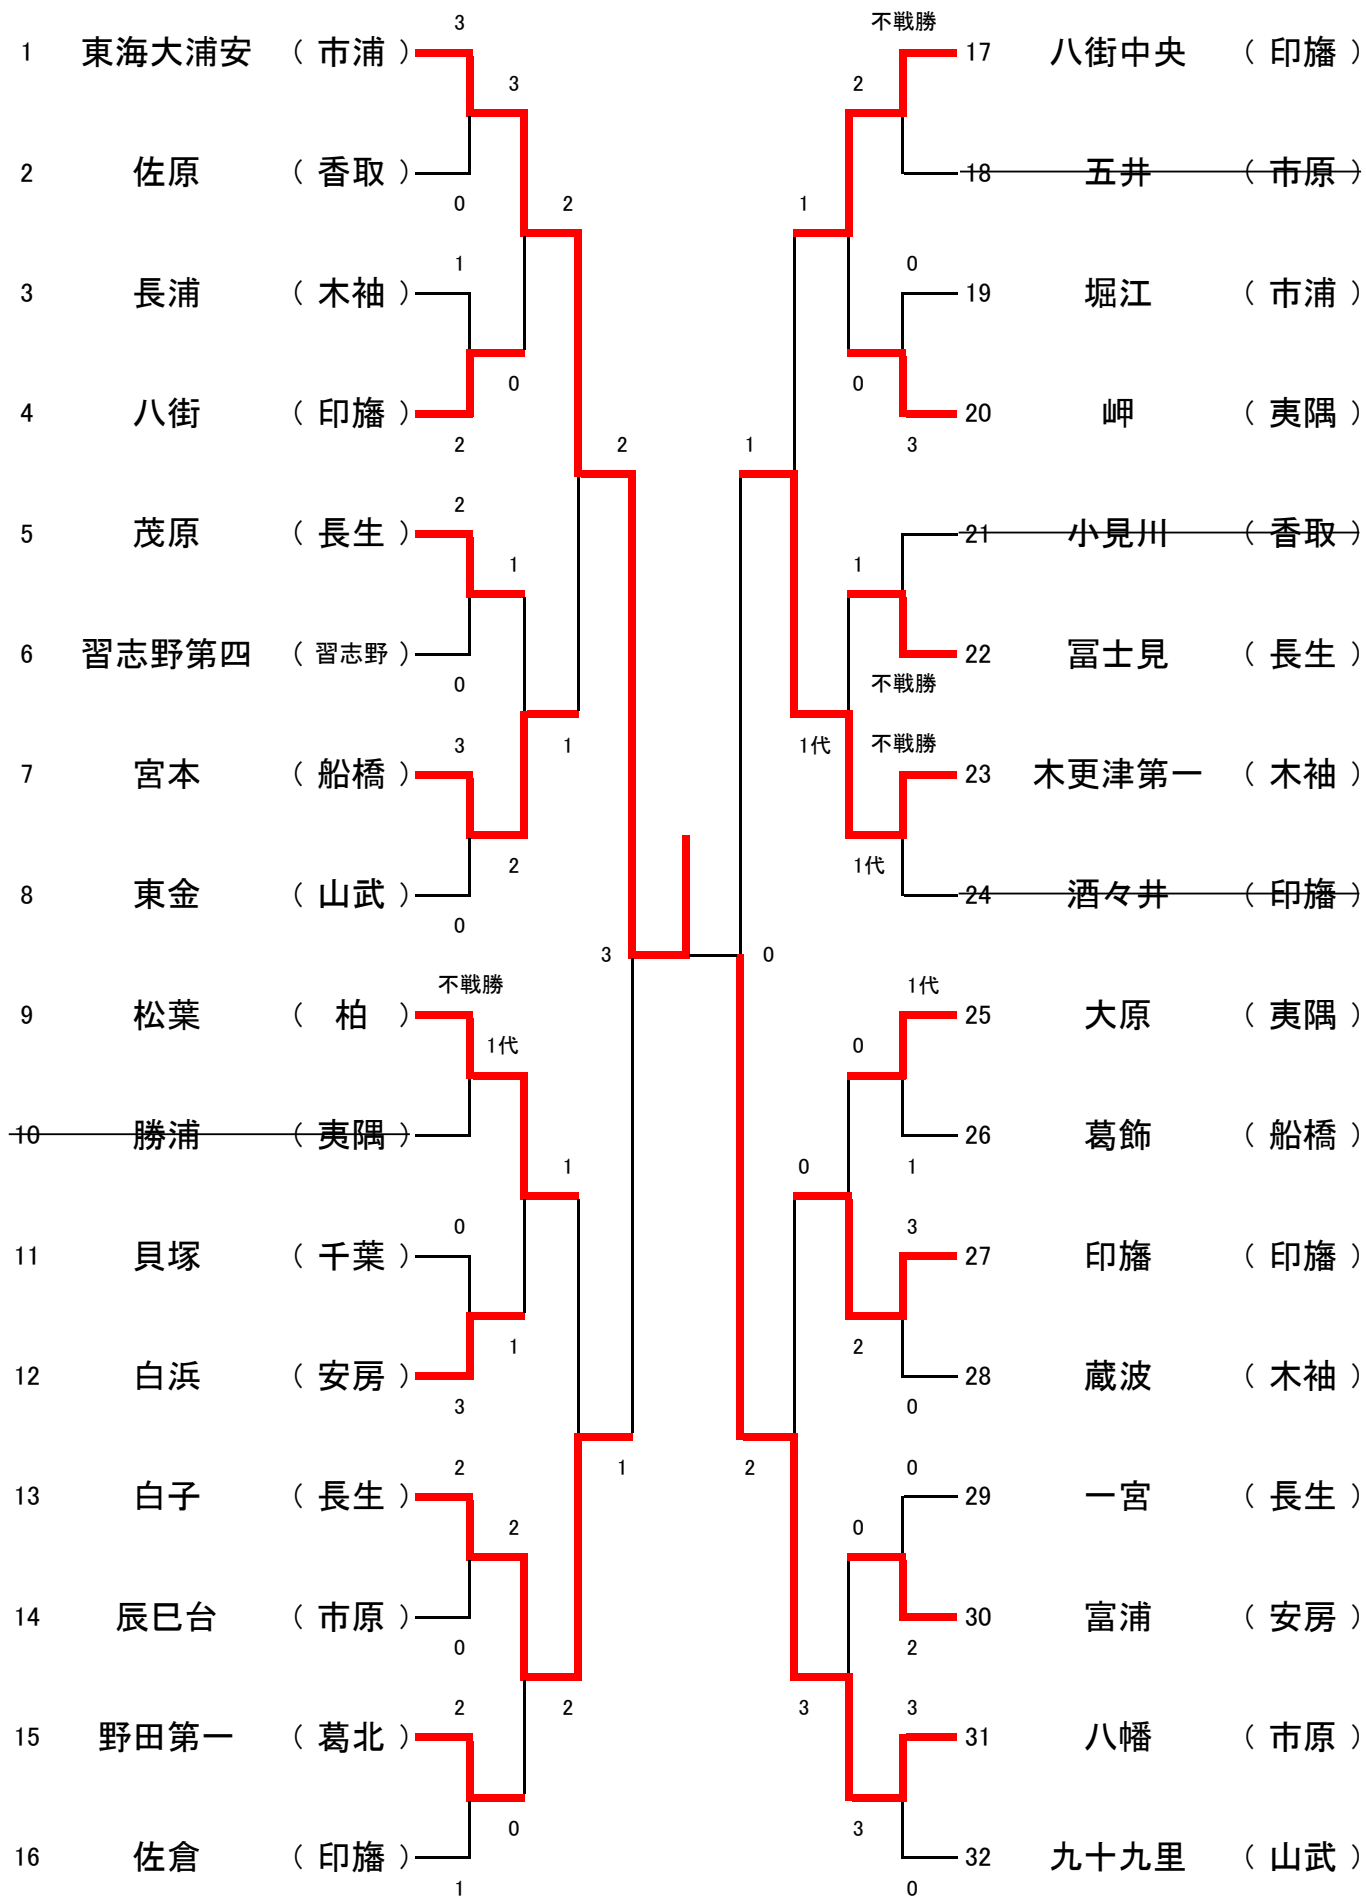 3
1 東海大浦安 （ 市浦 ）
3
2 佐原 （ 香取 ）
0
2
1
3 長浦 （ 木袖 ）
0
4 八街 （ 印旛 ）
2
2
2
5 茂原 （ 長生 ）
1
6 習志野第四 （ 習志野 ）
0
1
3
7 宮本 （ 船橋 ）
2
8 東金 （ 山武 ）
0
3
不戦勝
9 松葉 （ 柏 ）
1代
10 勝浦 （ 夷隅 ）
1
0
11 貝塚 （ 千葉 ）
1
12 白浜 （ 安房 ）
3
1
2
13 白子 （ 長生 ）
2
14 辰巳台 （ 市原 ）
0
2
2
15 野田第一 （ 葛北 ）
0
16 佐倉 （ 印旛 ）
1
不戦勝
17 八街中央 （ 印旛 ）
2
18 五井 （ 市原 ）
1
0
19 堀江 （ 市浦 ）
0
20 岬 （ 夷隅 ）
3
1
21 小見川 （ 香取 ）
1
22 冨士見 （ 長生 ）
不戦勝
1代
不戦勝
23 木更津第一 （ 木袖 ）
1代
24 酒々井 （ 印旛 ）
0
1代
25 大原 （ 夷隅 ）
0
26 葛飾 （ 船橋 ）
1
0
3
27 印旛 （ 印旛 ）
2
28 蔵波 （ 木袖 ）
0
2
0
29 一宮 （ 長生 ）
0
30 富浦 （ 安房 ）
2
3
3
31 八幡 （ 市原 ）
3
32 九十九里 （ 山武 ）
0